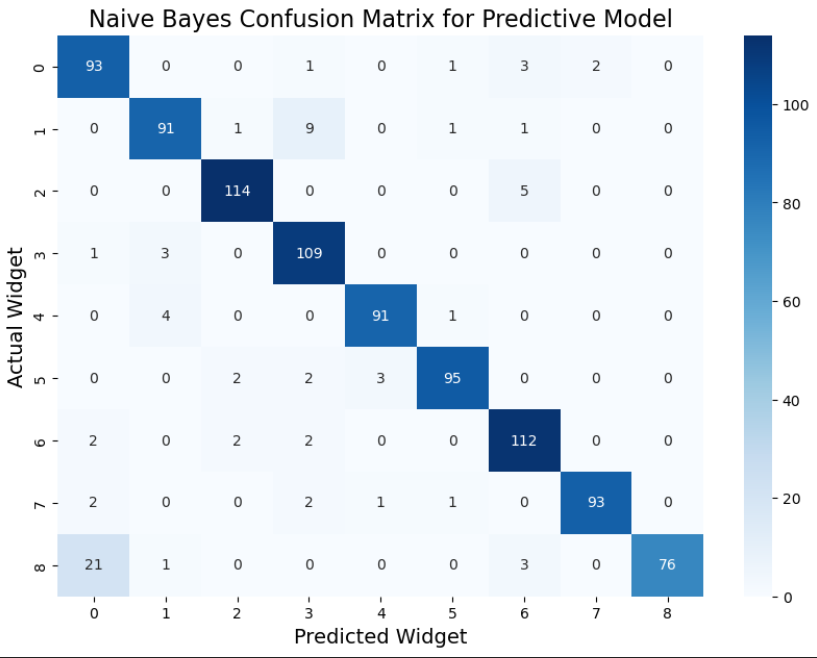 Naive Bayes Confusion Matrix for Predictive Model
0 93 0 0 1 0 1 3 2 0
1 0 91 1 9 0 1 1 0 0
2 0 0 114 0 0 0 5 0 0
3 1 3 0 109 0 0 0 0 0
4 0 4 0 0 91 1 0 0 0
5 0 0 2 2 3 95 0 0 0
6 2 0 2 2 0 0 112 0 0
7 2 0 0 2 1 1 0 93 0
8 21 1 0 0 0 0 3 0 76
0 1 2 3 4 5 6 7 8
Actual Widget
Predicted Widget
100
80
60
40
20
0